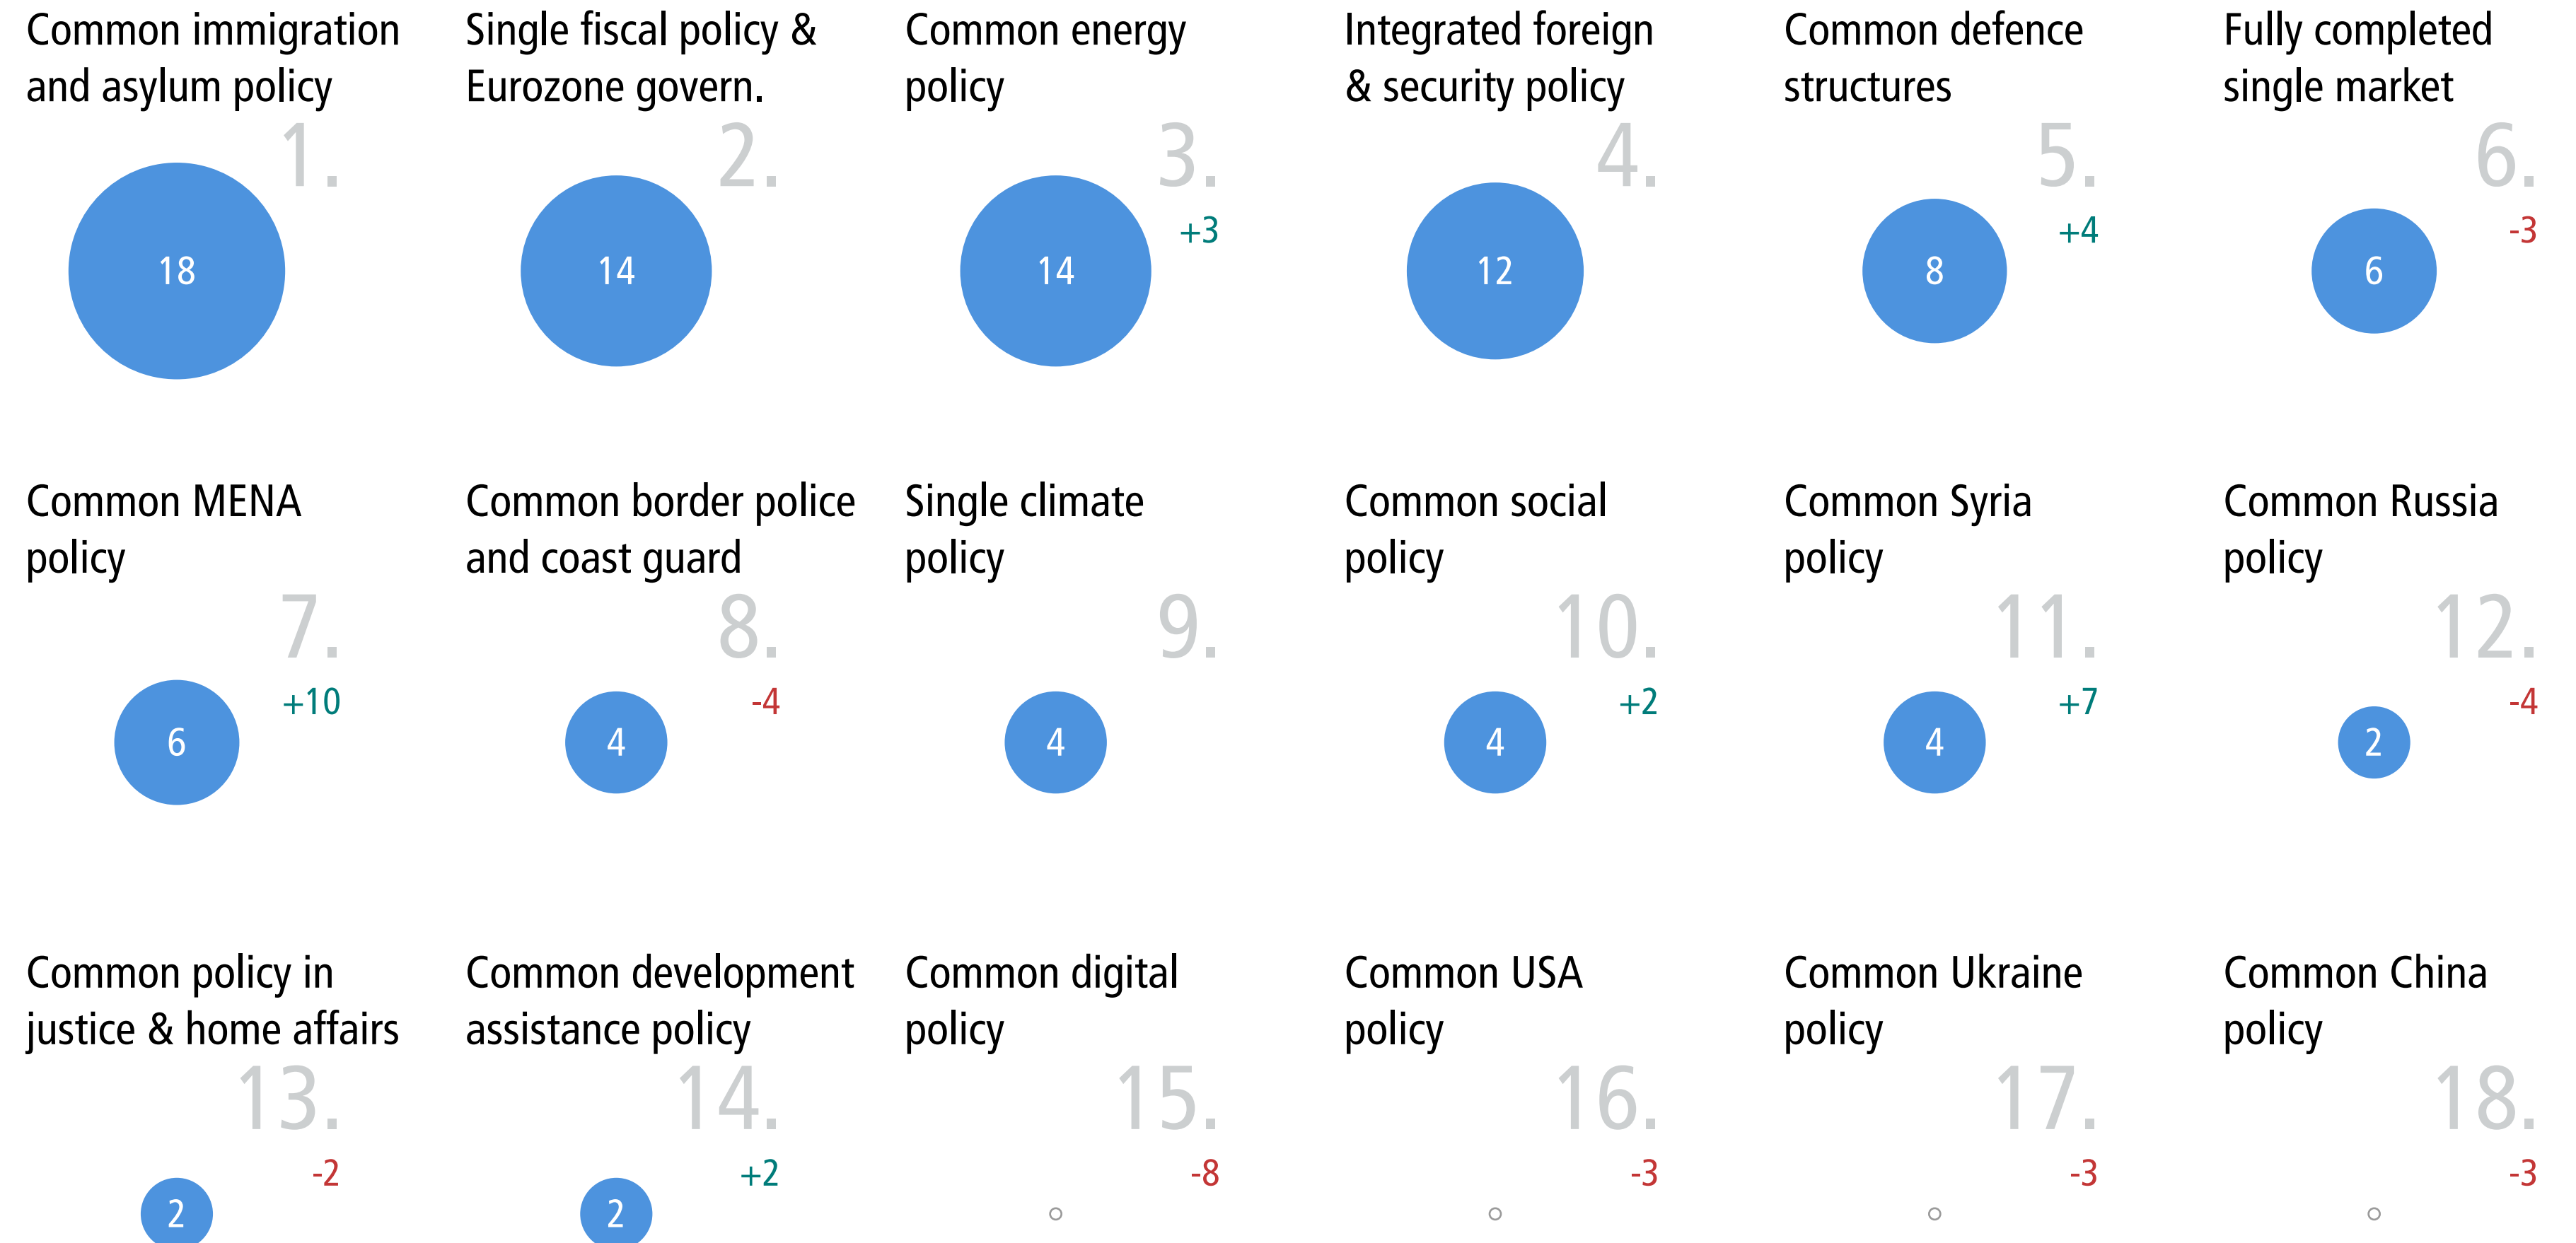 Common immigration
and asylum policy
1.
18
Single fiscal policy &
Eurozone govern.
2.
14
Common energy
policy
3.
+3
14
Integrated foreign
& security policy
4.
12
Common defence
structures
5.
+4
8
Fully completed
single market
6.
-3
6
Common MENA
policy
7.
+10
6
Common border police
and coast guard
8.
-4
4
Single climate
policy
9.
4
Common social
policy
10.
+2
4
Common Syria
policy
11.
+7
4
Common Russia
policy
12.
-4
2
Common policy in
justice & home affairs
13.
-2
2
Common development
assistance policy
14.
+2
2
Common digital
policy
15.
-8
Common USA
policy
16.
-3
Common Ukraine
policy
17.
-3
Common China
policy
18.
-3